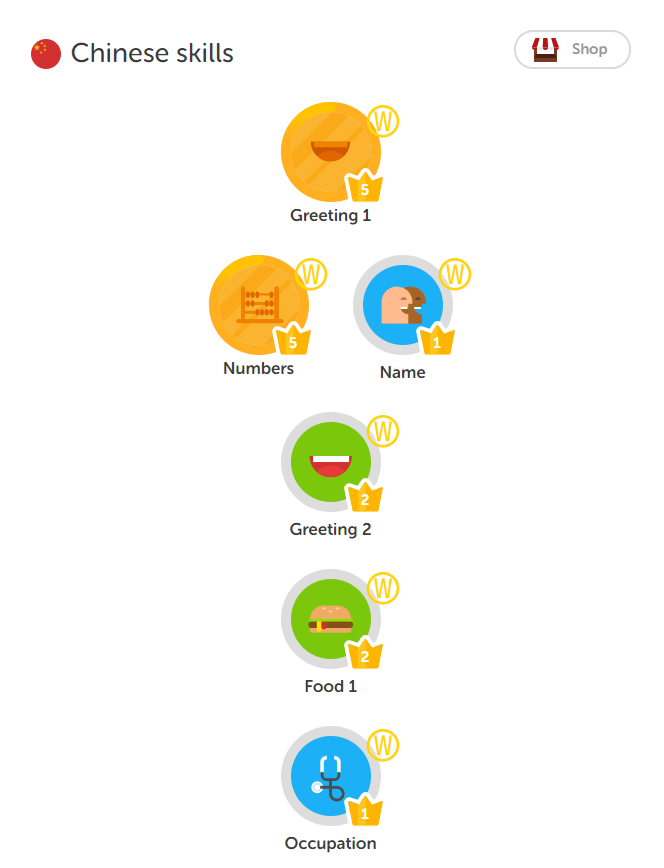 Chinese skills
Shop
W
5
Greeting 1
W
5
Numbers
W
1
Name
W
2
Greeting 2
W
2
Food 1
W
1
Occupation